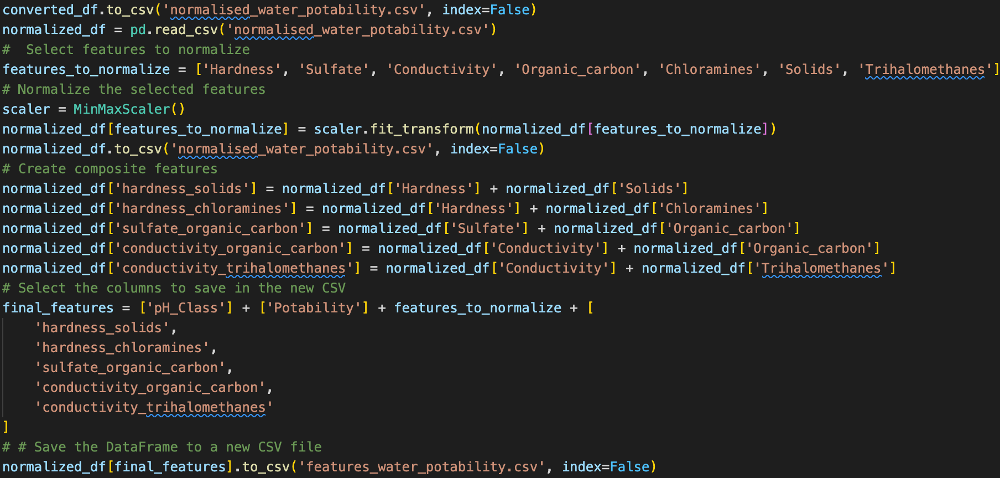 converted_df.to_csv('normalised_water_potability.csv', index=False)
normalized_df = pd.read_csv('normalised_water_potability.csv')
#  Select features to normalize
features_to_normalize = ['Hardness', 'Sulfate', 'Conductivity', 'Organic_carbon', 'Chloramines', 'Solids', 'Trihalomethanes']
# Normalize the selected features
scaler = MinMaxScaler()
normalized_df[features_to_normalize] = scaler.fit_transform(normalized_df[features_to_normalize])
normalized_df.to_csv('normalised_water_potability.csv', index=False)
# Create composite features
normalized_df['hardness_solids'] = normalized_df['Hardness'] + normalized_df['Solids']
normalized_df['hardness_chloramines'] = normalized_df['Hardness'] + normalized_df['Chloramines']
normalized_df['sulfate_organic_carbon'] = normalized_df['Sulfate'] + normalized_df['Organic_carbon']
normalized_df['conductivity_organic_carbon'] = normalized_df['Conductivity'] + normalized_df['Organic_carbon']
normalized_df['conductivity_trihalomethanes'] = normalized_df['Conductivity'] + normalized_df['Trihalomethanes']
# Select the columns to save in the new CSV
final_features = ['pH_Class'] + ['Potability'] + features_to_normalize + [
    'hardness_solids',
    'hardness_chloramines',
    'sulfate_organic_carbon',
    'conductivity_organic_carbon',
    'conductivity_trihalomethanes'
]
# # Save the DataFrame to a new CSV file
normalized_df[final_features].to_csv('features_water_potability.csv', index=False)